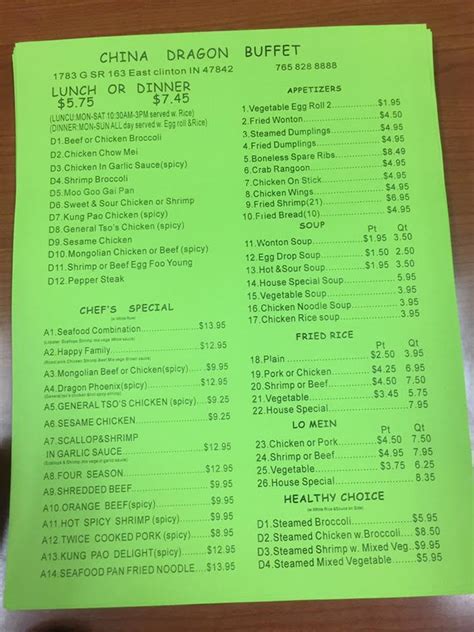 CHINA DRAGON BUFFET
1783 G SR 163 East clinton IN 47842
765 828 8888
LUNCH OR DINNER
$5.75 $7.45
(LUNCU:MON-SAT 10:30AM-3PM served w. Rice)
(DINNER:MON-SUN ALL day served w. Egg roll &Rice)
D1.Beef or Chicken Broccoli
D2.Chicken Chow Mei
D3.Chicken In Garlic Sauce(spicy)
D4.Shrimp Broccoli
D5.Moo Goo Gai Pan
D6.Sweet & Sour Chicken or Shrimp
D7.Kung Pao Chicken (spicy)
D8.General Tso's Chicken (spicy)
D9.Sesame Chicken
D10.Mongolian Chicken or Beef (spicy)
D11.Shrimp or Beef Egg Foo Young
D12.Pepper Steak
CHEF'S SPECIAL
A1.Seafood Combination.................$13.95
A2.Happy Family..........................$12.95
A3.Mongolian Beef or Chicken(spicy)....$9.95
A4.Dragon Phoenix(spicy)................$12.95
A5.GENERAL TSO'S CHICKEN (SPICY)....$9.25
A6.SESAME CHICKEN.....................$9.25
A7.SCALLOP&SHRIMP
IN GARLIC SAUCE.......................$12.95
A8.FOUR SEASON.........................$12.95
A9.SHREDDED BEEF.......................$9.95
A10.ORANGE BEEF(spicy)................$9.95
A11.HOT SPICY SHRIMP (spicy).........$9.95
A12.TWICE COOKED PORK (spicy).......$8.95
A13.KUNG PAO DELIGHT(spicy)........$12.95
A14.SEAFOOD PAN FRIED NOODLE....$13.95
APPETIZERS
1.Vegetable Egg Roll 2...................$1.95
2.Fried Wonton............................$4.50
3.Steamed Dumplings.....................$4.95
4.Fried Dumplings........................$4.95
5.Boneless Spare Ribs...................$8.49
6.Crab Rangoon...........................$4.95
7.Chicken On Stick.......................$4.95
8.Chicken Wings..........................$4.95
9.Fried Shrimp(21).......................$4.95
10.Fried Bread(10).......................$4.95
SOUP
Pt Qt
11.Wonton Soup...................$1.95 3.50
12.Egg Drop Soup.................$1.95 2.50
13.Hot &Sour Soup...............$1.95 3.50
14.House Special Soup..................5.95
15.Vegetable Soup.......................3.95
16.Chicken Noodle Soup.................3.95
17.Chicken Rice soup....................3.95
FRIED RICE
Pt Qt
18.Plain...........................$2.50 3.95
19.Pork or Chicken................$4.25 6.95
20.Shrimp or Beef.................$4.50 7.95
21.Vegetable......................$3.45 5.75
22.House Special.........................7.95
LO MEIN
Pt Qt
23.Chicken or Pork................$4.50 7.95
24.Shrimp or Beef.................$4.95 7.95
25.Vegetable......................$3.75 6.25
26.House Special.........................8.95
HEALTHY CHOICE
D1.Steamed Broccoli.....................$5.95
D2.Steamed Chicken w.Broccoli.......$8.50
D3.Steamed Shrimp w.Mixed Veg..$9.95
D4.Steamed Mixed Vegetable..........$5.95